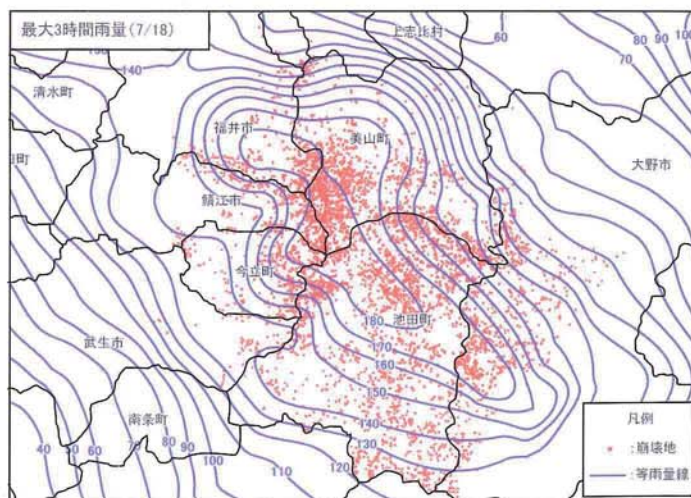 最大3時間雨量(7/18)
上志比村
60
80
90
70
80
140
清水町
福井市
美山町
大野市
鯖江市
今立町
180
池田町
170
武生市
160
150
南条町
140
130
120
110
40
50
60
70
80
90
100
凡例
:崩壊地
:等雨量線